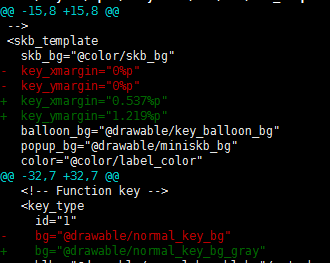 @@ -15,8 +15,8 @@
 -->
 <skb_template
   skb_bg="@color/skb_bg"
-  key_xmargin="0%p"
-  key_ymargin="0%p"
+  key_xmargin="0.537%p"
+  key_ymargin="1.219%p"
   balloon_bg="@drawable/key_balloon_bg"
   popup_bg="@drawable/miniskb_bg"
   color="@color/label_color"
@@ -32,7 +32,7 @@
   <!-- Function key -->
   <key_type
     id="1"
-    bg="@drawable/normal_key_bg"
+    bg="@drawable/normal_key_bg_gray"